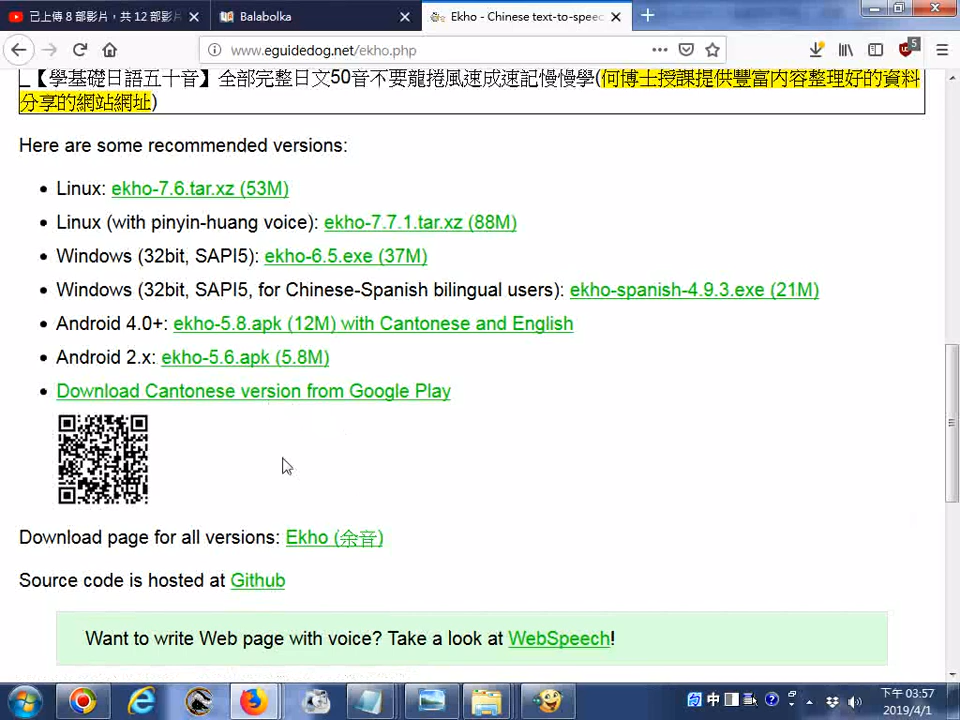 已上傳 8 部影片，共 12 部影片
Balabolka
Ekho - Chinese text-to-speec
www.eguidedog.net/ekho.php
5
【學基礎日語五十音】全部完整日文50音不要龍捲風速成速記慢慢學(何博士授課提供豐富內容整理好的資料
分享的網站網址)
Here are some recommended versions:
Linux: ekho-7.6.tar.xz (53M)
Linux (with pinyin-huang voice): ekho-7.7.1.tar.xz (88M)
Windows (32bit, SAPI5): ekho-6.5.exe (37M)
Windows (32bit, SAPI5, for Chinese-Spanish bilingual users): ekho-spanish-4.9.3.exe (21M)
Android 4.0+: ekho-5.8.apk (12M) with Cantonese and English
Android 2.x: ekho-5.6.apk (5.8M)
Download Cantonese version from Google Play
Download page for all versions: Ekho (余音)
Source code is hosted at Github
Want to write Web page with voice? Take a look at WebSpeech!
中
下午 03:57
2019/4/1